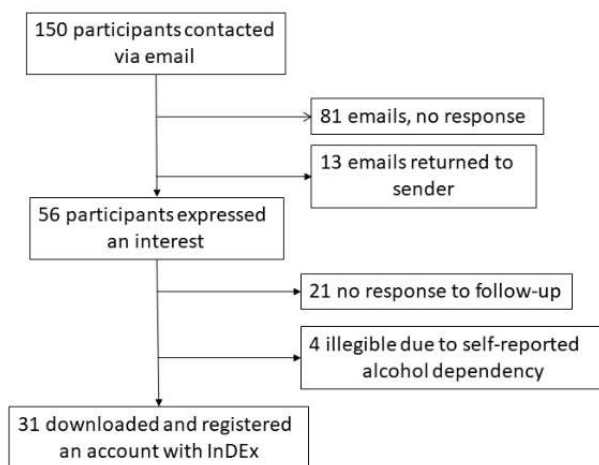 150 participants contacted
via email
81 emails, no response
13 emails returned to
sender
56 participants expressed
an interest
21 no response to follow-up
4 illegible due to self-reported
alcohol dependency
31 downloaded and registered
an account with InDEx